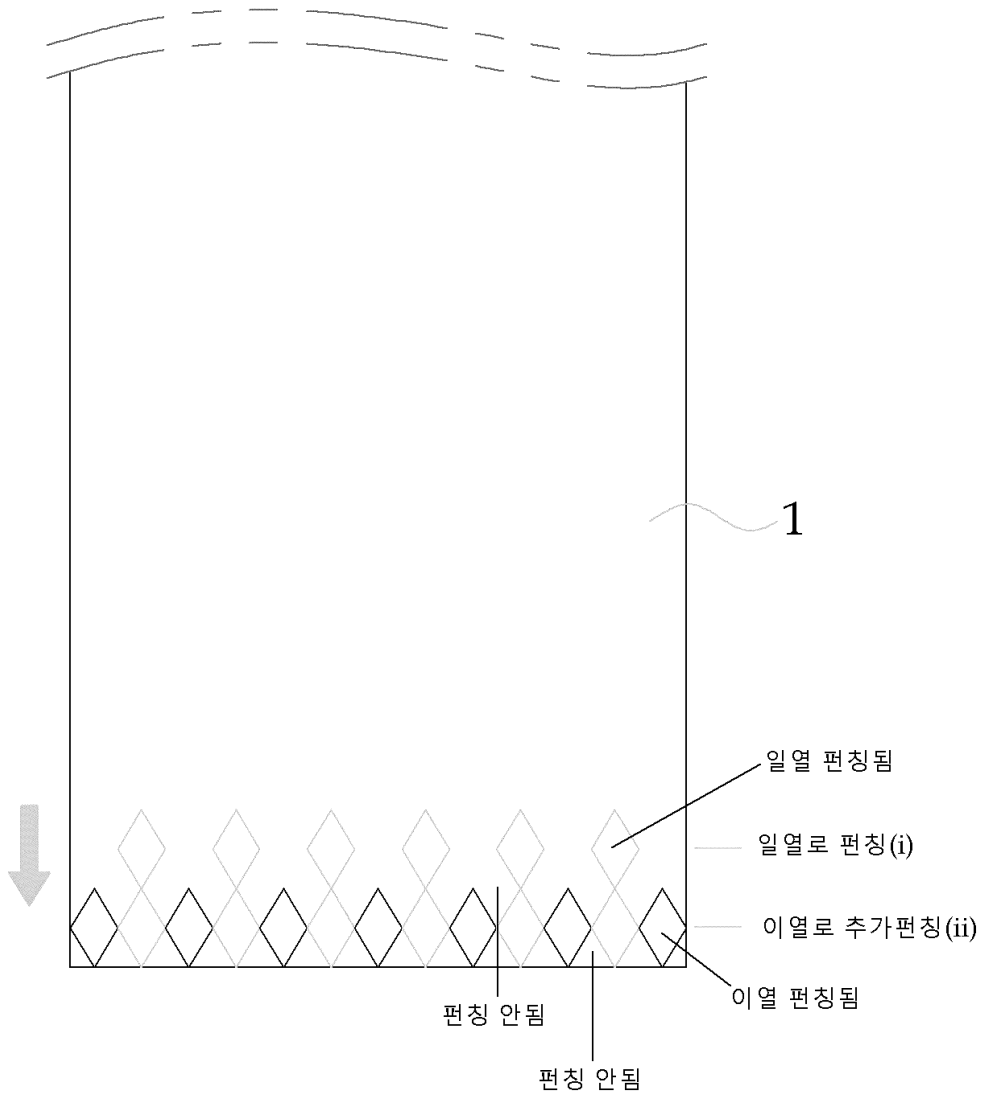 1
일열 펀칭됨
일열로 펀칭(i)
이열로 추가펀칭(ii)
이열 펀칭됨
펀칭 안됨
펀칭 안됨